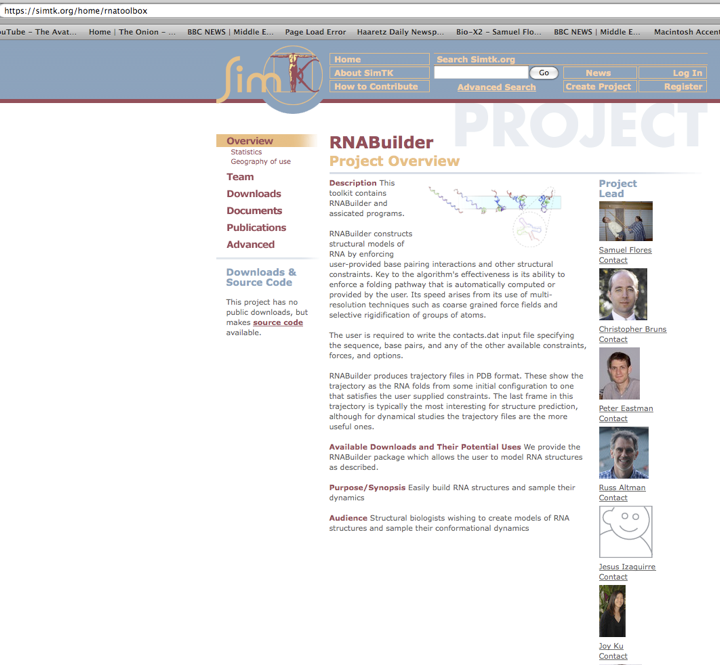 https://simtk.org/home/rnatoolbox
ouTube – The Avat... Home | The Onion – ... BBC NEWS | Middle E... Page Load Error Haaretz Daily Newsp... Bio-X2 – Samuel Flo... BBC NEWS | Middle E... Macintosh Accent
SimTK
Home
About SimTK
How to Contribute
Search Simtk.org
Go
Advanced Search
News
Log In
Create Project
Register
PROJECT
Overview
Statistics
Geography of use
Team
Downloads
Documents
Publications
Advanced
Downloads &
Source Code
This project has no
public downloads, but
makes source code
available.
RNABuilder
Project Overview
Description This
toolkit contains
RNABuilder and
assicated programs.
RNABuilder constructs
structural models of
RNA by enforcing
user-provided base pairing interactions and other structural
constraints. Key to the algorithm's effectiveness is its ability to
enforce a folding pathway that is automatically computed or
provided by the user. Its speed arises from its use of multi-
resolution techniques such as coarse grained force fields and
selective rigidification of groups of atoms.
The user is required to write the contacts.dat input file specifying
the sequence, base pairs, and any of the other available constraints,
forces, and options.
RNABuilder produces trajectory files in PDB format. These show the
trajectory as the RNA folds from some initial configuration to one
that satisfies the user supplied constraints. The last frame in this
trajectory is typically the most interesting for structure prediction,
although for dynamical studies the trajectory files are the more
useful ones.
Available Downloads and Their Potential Uses We provide the
RNABuilder package which allows the user to model RNA structures
as described.
Purpose/Synopsis Easily build RNA structures and sample their
dynamics
Audience Structural biologists wishing to create models of RNA
structures and sample their conformational dynamics
Project
Lead
Samuel Flores
Contact
Christopher Bruns
Contact
Peter Eastman
Contact
Russ Altman
Contact
Jesus Izaguirre
Contact
Joy Ku
Contact